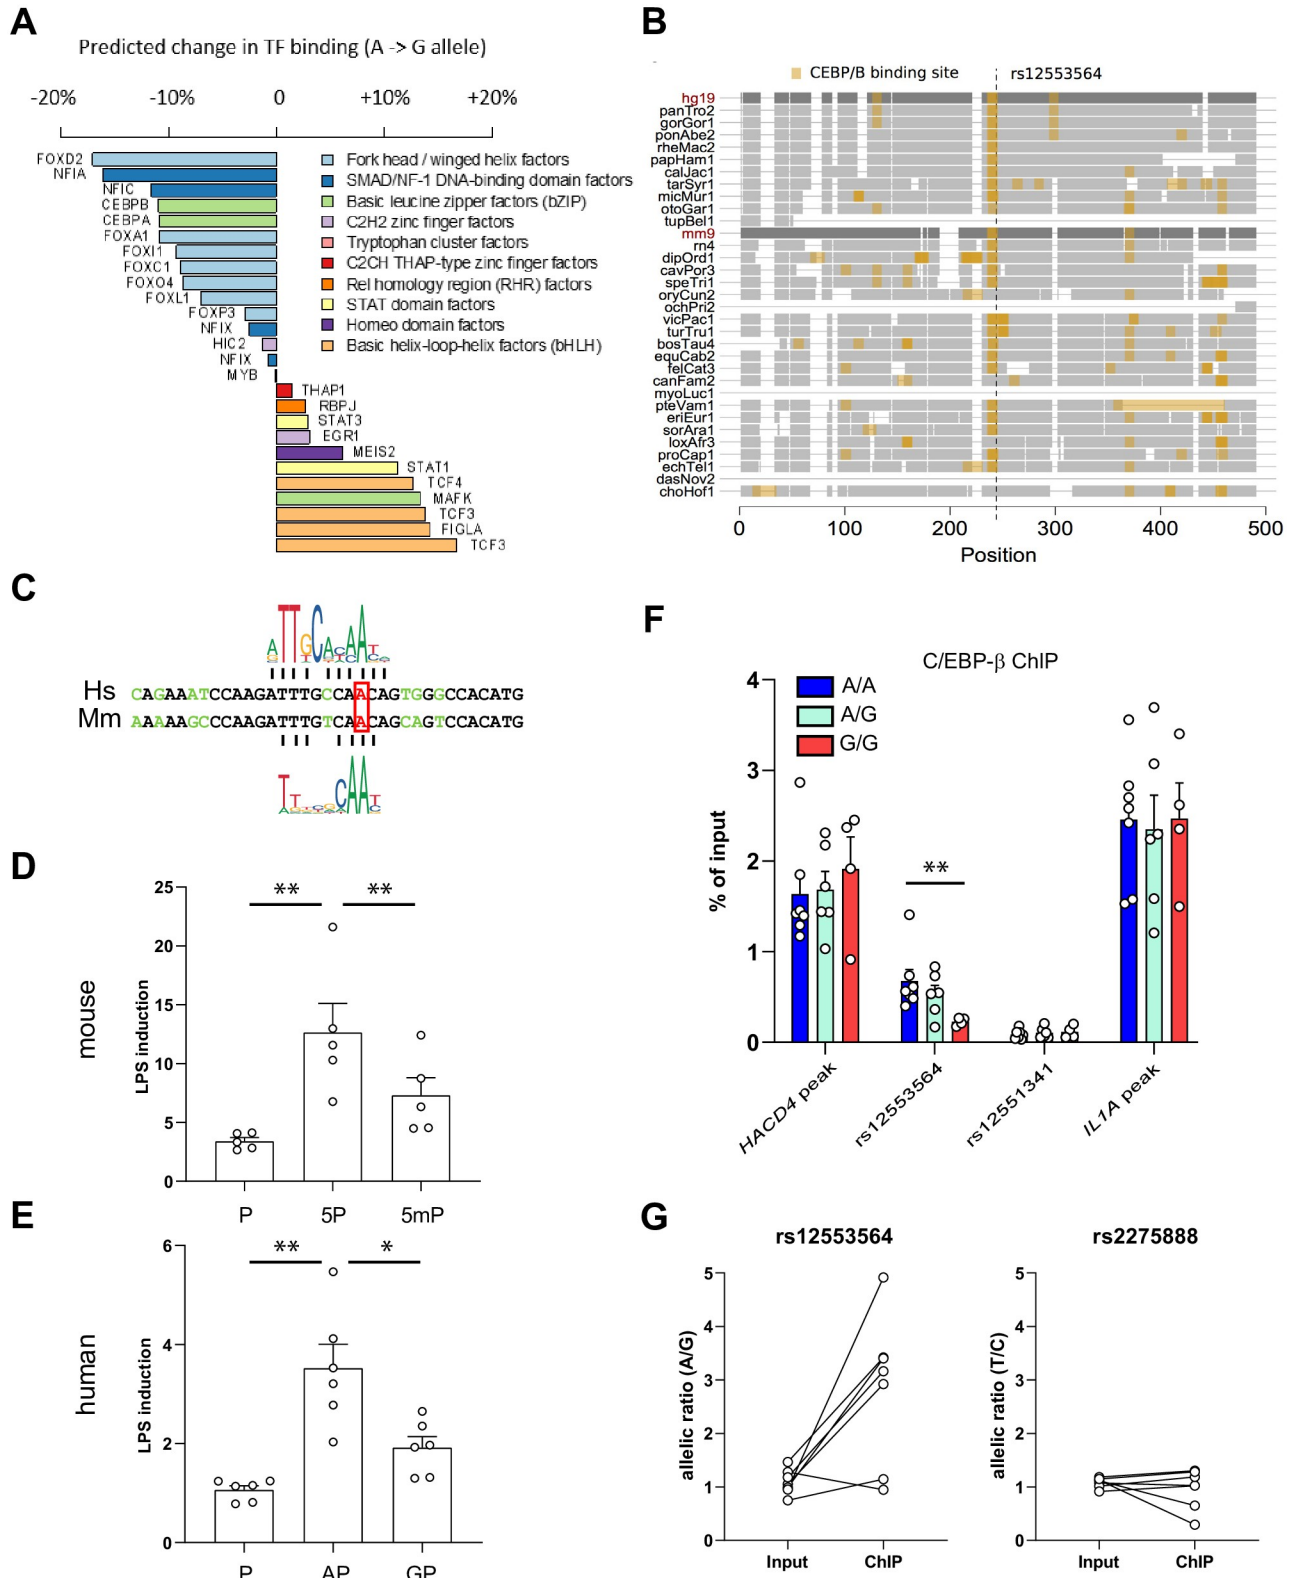 A
Predicted change in TF binding (A -> G allele)
-20%
-10%
0
+10%
+20%
FOXD2
NFIA
NFIC
CEBPB
CEBPA
FOXA1
FOXI1
FOXC1
FOXO4
FOXL1
FOXP3
NFIX
HIC2
NFIX
MYB
THAP1
RBPJ
STAT3
EGR1
MEIS2
STAT1
TCF4
MAFK
TCF3
FIGLA
TCF3
Fork head / winged helix factors
SMAD/NF-1 DNA-binding domain factors
Basic leucine zipper factors (bZIP)
C2H2 zinc finger factors
Tryptophan cluster factors
C2CH THAP-type zinc finger factors
Rel homology region (RHR) factors
STAT domain factors
Homeo domain factors
Basic helix-loop-helix factors (bHLH)
B
CEBP/B binding site
rs12553564
hg19
panTro2
gorGor1
ponAbe2
rheMac2
papHam1
calJac1
tarSyr1
micMur1
otoGar1
tupBel1
mm9
rn4
dipOrd1
cavPor3
speTri1
oryCun2
ochPri2
vicPac1
turTru1
bosTau4
equCab2
felCat3
canFam2
myoLuc1
pteVam1
eriEur1
sorAra1
loxAfr3
proCap1
echTel1
dasNov2
choHof1
0
100
200
300
400
500
Position
C
Hs
CAGAAATCCAAGATTTGCCAACAGTGGGCCACATG
Mm
AAAAAGCCCAAGATTTGTCAACAGCAGTCCACATG
D
mouse
LPS induction
25
20
15
10
5
0
**
**
P
5P
5mP
E
human
LPS induction
6
4
2
0
**
*
P
AP
GP
F
C/EBP-β ChIP
A/A
A/G
G/G
% of input
4
3
2
1
0
**
HACD4 peak
rs12553564
rs12551341
IL1A peak
G
rs12553564
allelic ratio (A/G)
5
4
3
2
1
0
Input
ChIP
rs2275888
allelic ratio (T/C)
5
4
3
2
1
0
Input
ChIP